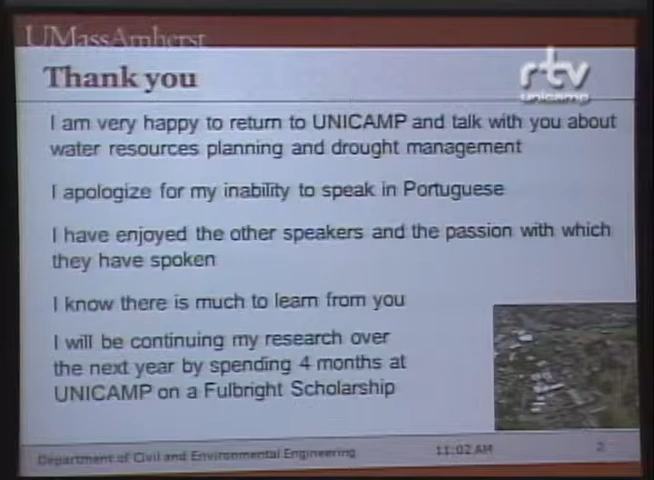 UMassAmherst
Thank you
rtv
unicamp
I am very happy to return to UNICAMP and talk with you about
water resources planning and drought management
I apologize for my inability to speak in Portuguese
I have enjoyed the other speakers and the passion with which
they have spoken
I know there is much to learn from you
I will be continuing my research over
the next year by spending 4 months at
UNICAMP on a Fulbright Scholarship
Department of Civil and Environmental Engineering
11:02 AM
2